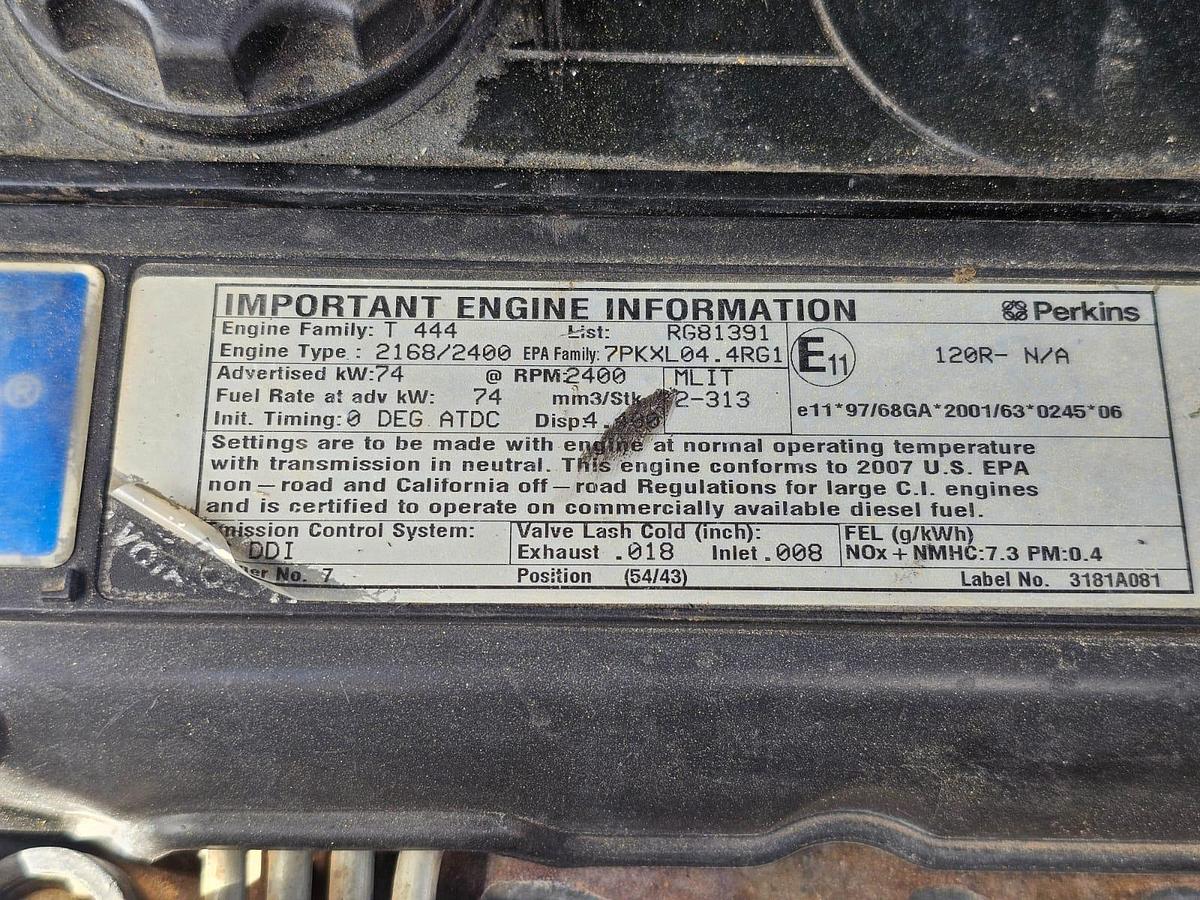 IMPORTANT ENGINE INFORMATION Perkins
Engine Family: T 444 List: RG81391
Engine Type : 2168/2400 EPA Family: 7PKXL04.4RG1
E11 120R- N/A
Advertised kW:74 @ RPM:2400 MLIT
Fuel Rate at adv kW: 74 mm3/Stk 2-313
e11*97/68GA*2001/63*0245*06
Init. Timing:0 DEG ATDC Disp:
Settings are to be made with engine at normal operating temperature
with transmission in neutral. This engine conforms to 2007 U.S. EPA
non-road and California off-road Regulations for large C.I. engines
and is certified to operate on commercially available diesel fuel.
Emission Control System: Valve Lash Cold (inch): FEL (g/kWh)
DDI Exhaust .018 Inlet .008 NOx + NMHC:7.3 PM:0.4
No. 7 Position (54/43) Label No. 3181A081
®